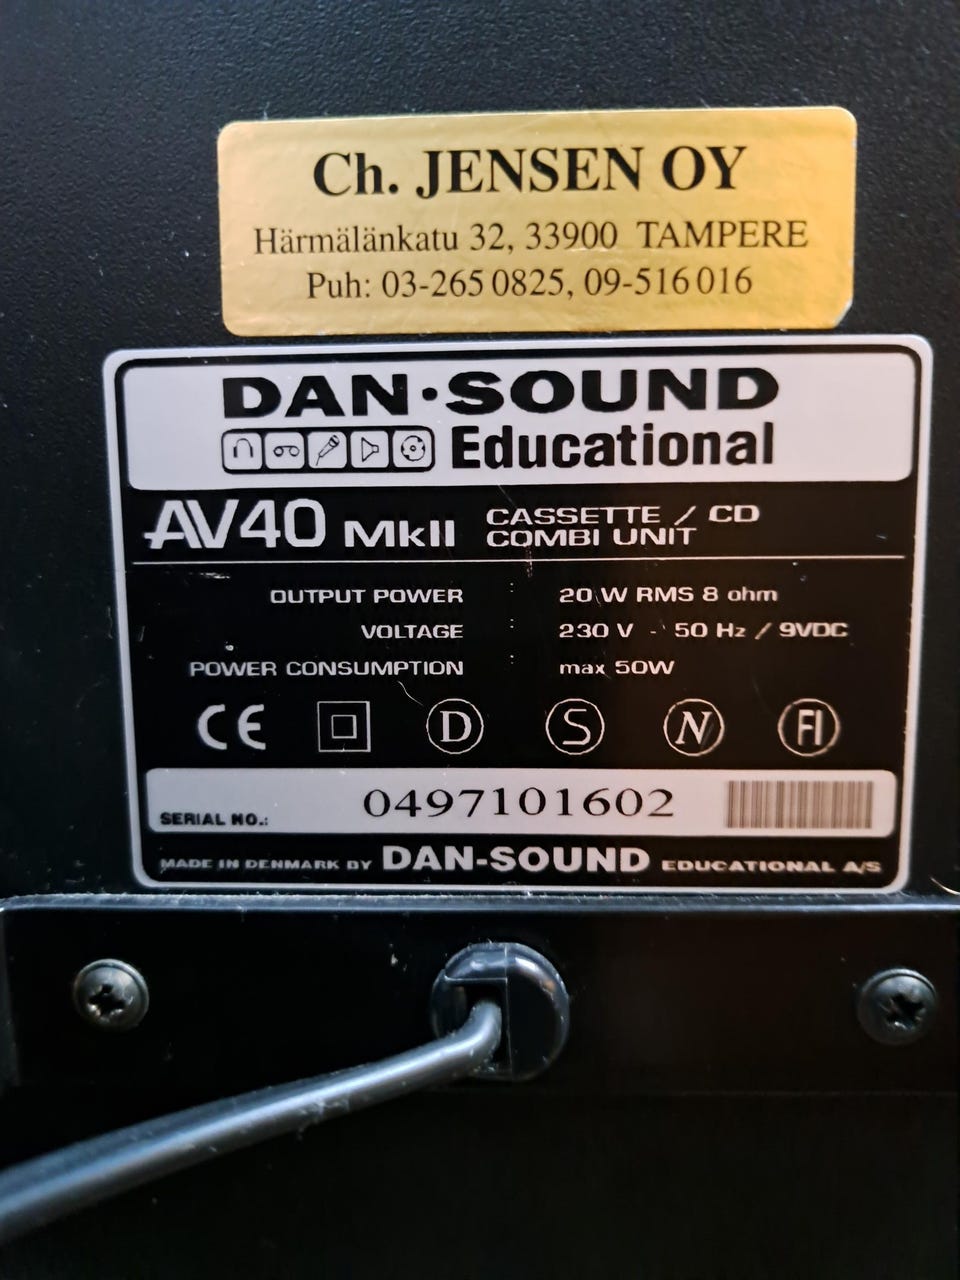 Ch. JENSEN OY
Härmälänkatu 32, 33900 TAMPERE
Puh: 03-265 0825, 09-516 016
DAN·SOUND
Educational
AV40 MkII CASSETTE / CD
COMBI UNIT
OUTPUT POWER : 20 W RMS 8 ohm
VOLTAGE : 230 V - 50 Hz / 9VDC
POWER CONSUMPTION : max 50W
CE D S N FI
SERIAL NO.: 0497101602
MADE IN DENMARK BY DAN-SOUND EDUCATIONAL A/S